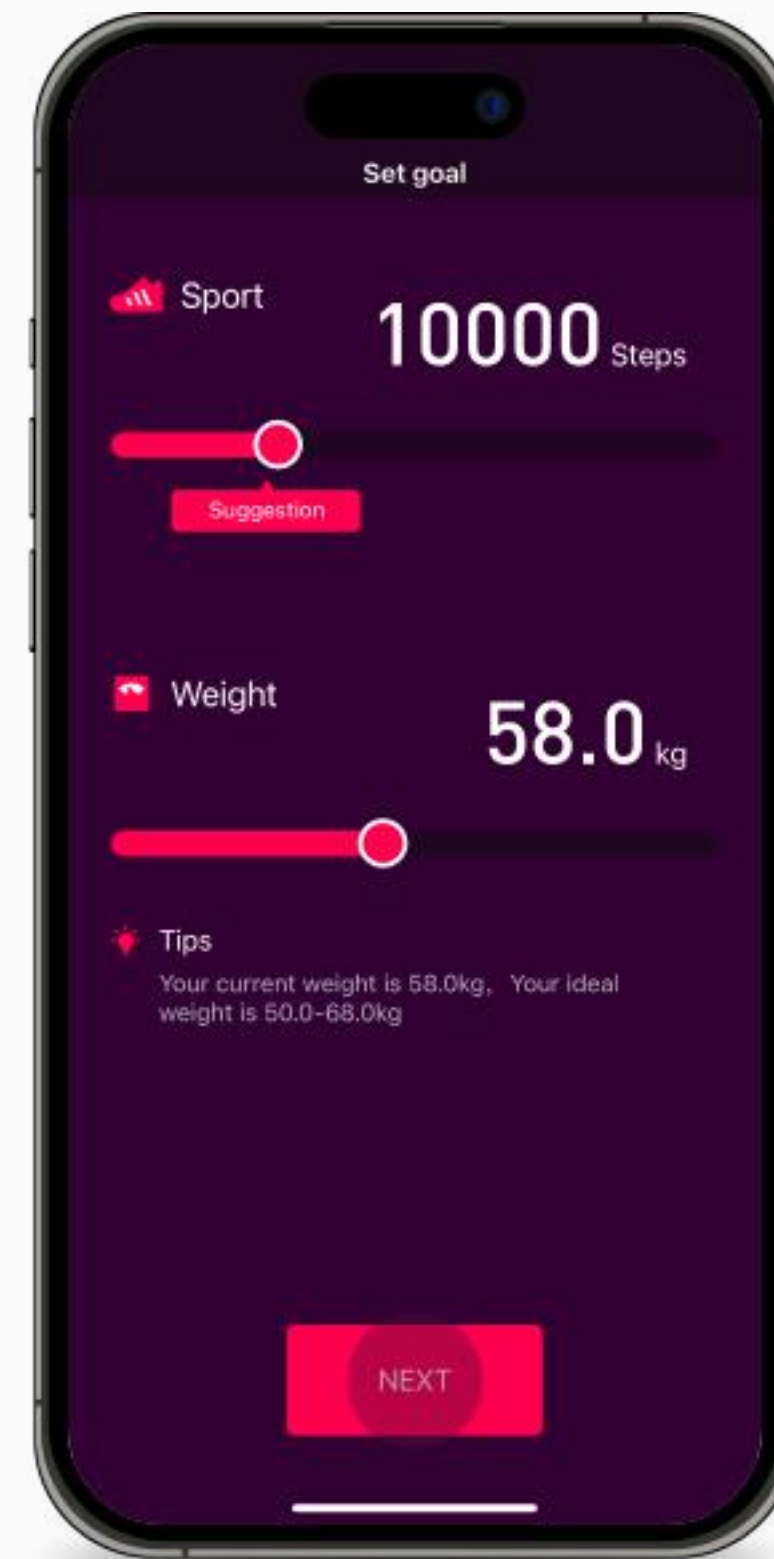 Set goal
Sport
10000 Steps
Suggestion
Weight
58.0 kg
Tips
Your current weight is 58.0kg， Your ideal
weight is 50.0-68.0kg
NEXT